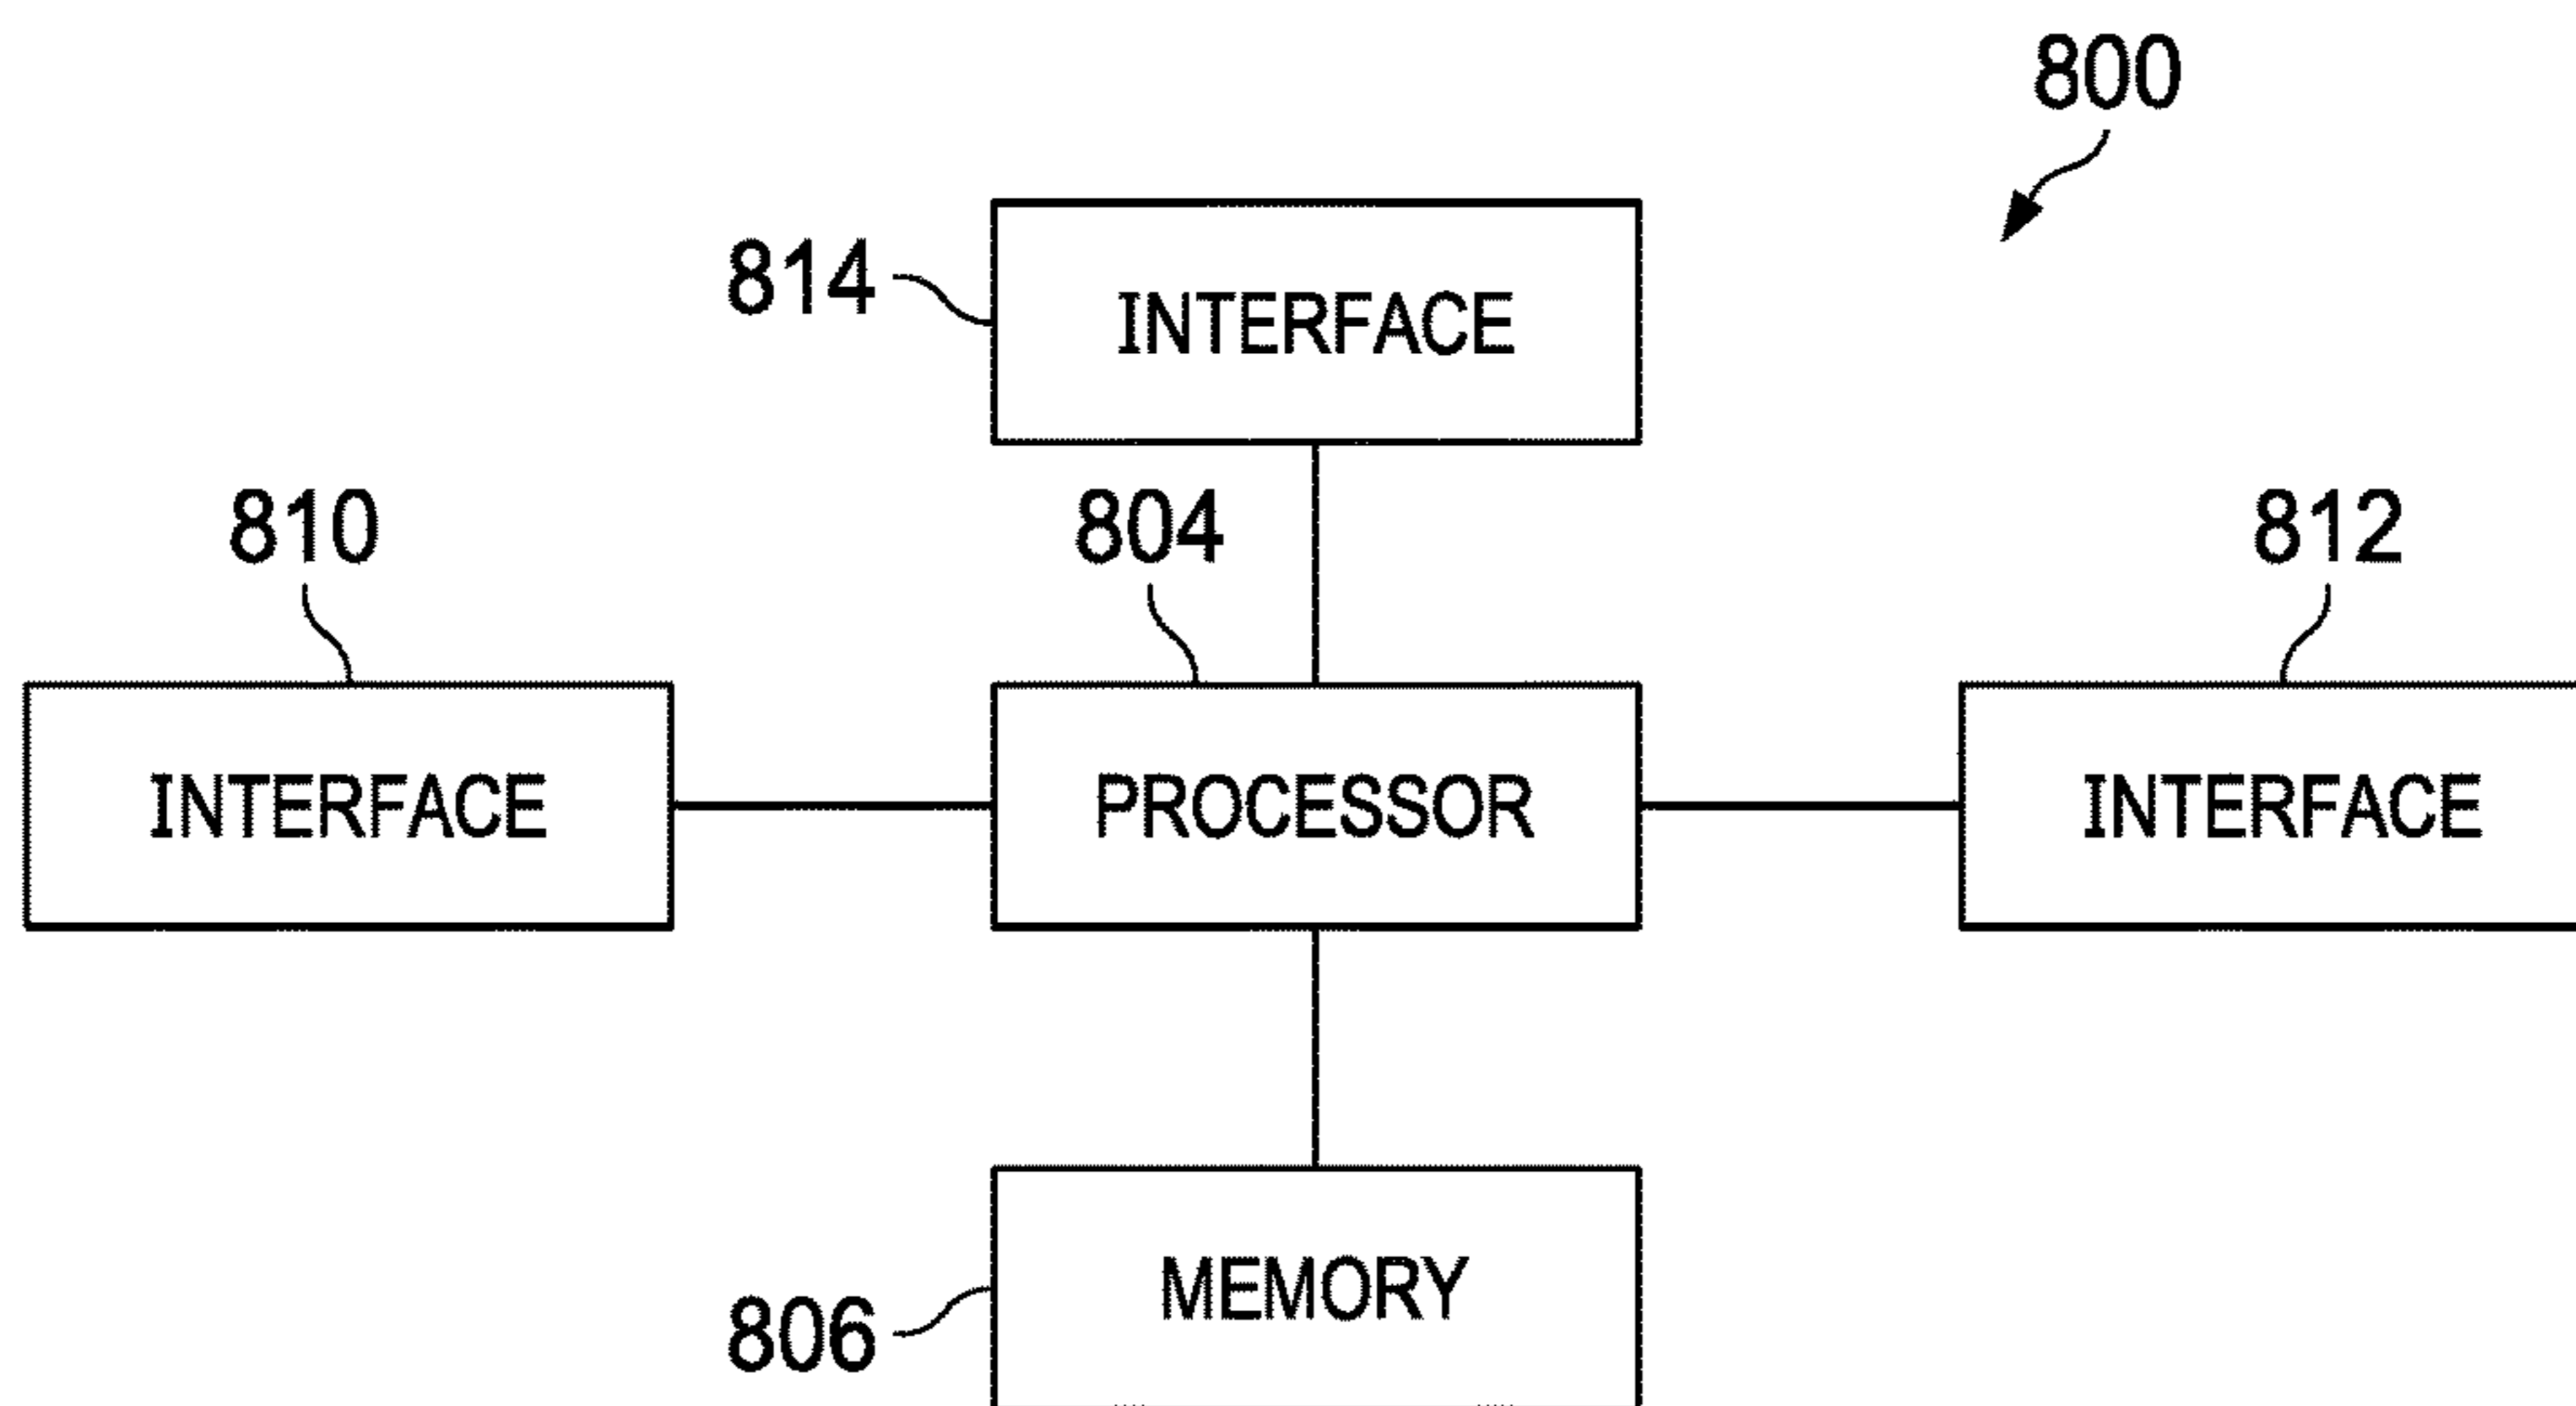 800
814
INTERFACE
810
804
812
INTERFACE
PROCESSOR
INTERFACE
MEMORY
806